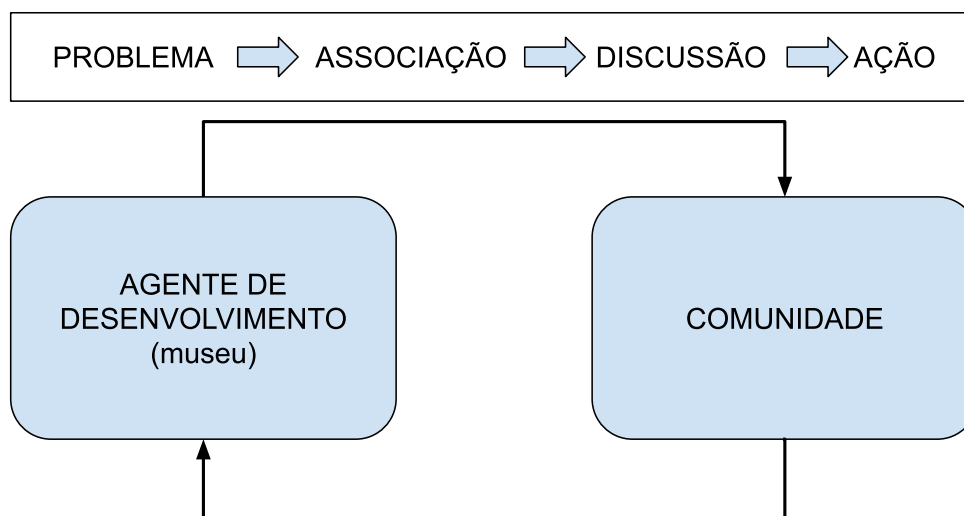 PROBLEMA ASSOCIAÇÃO DISCUSSÃO AÇÃO
AGENTE DE
DESENVOLVIMENTO
(museu)
COMUNIDADE